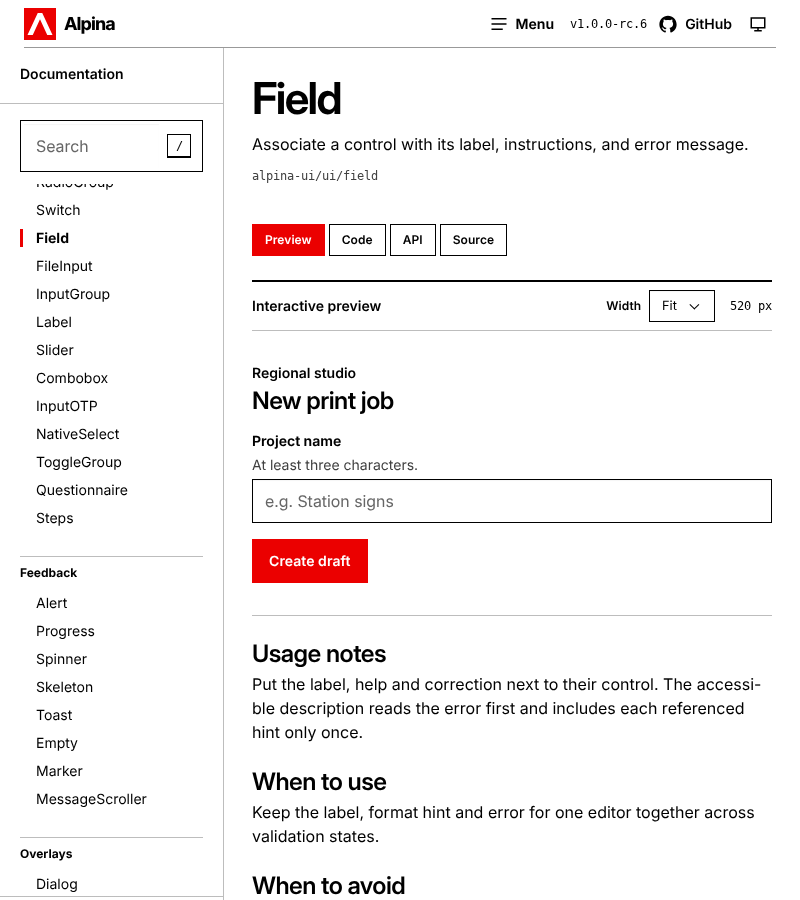 Alpina
Menu
v1.0.0-rc.6
GitHub
Documentation
Search
/
RadioGroup
Switch
Field
FileInput
InputGroup
Label
Slider
Combobox
InputOTP
NativeSelect
ToggleGroup
Questionnaire
Steps
Feedback
Alert
Progress
Spinner
Skeleton
Toast
Empty
Marker
MessageScroller
Overlays
Dialog
Field
Associate a control with its label, instructions, and error message.
alpina-ui/ui/field
Preview
Code
API
Source
Interactive preview
Width
Fit
520 px
Regional studio
New print job
Project name
At least three characters.
e.g. Station signs
Create draft
Usage notes
Put the label, help and correction next to their control. The accessi-
ble description reads the error first and includes each referenced
hint only once.
When to use
Keep the label, format hint and error for one editor together across
validation states.
When to avoid